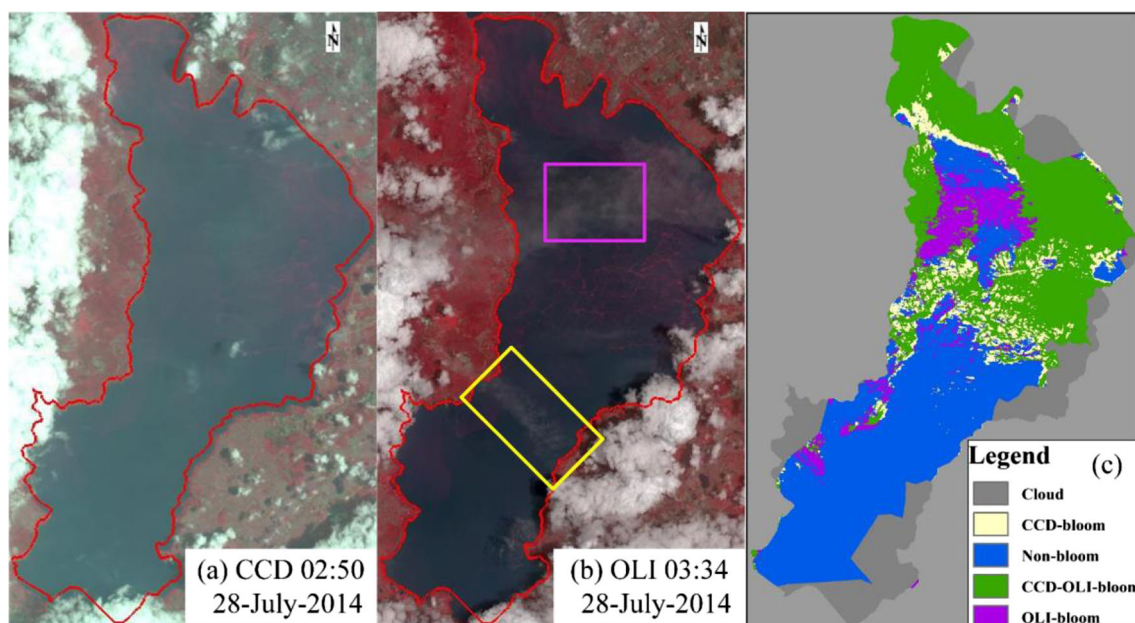 N
N
(a) CCD 02:50
28-July-2014
(b) OLI 03:34
28-July-2014
Legend
(c)
Cloud
CCD-bloom
Non-bloom
CCD-OLI-bloom
OLI-bloom